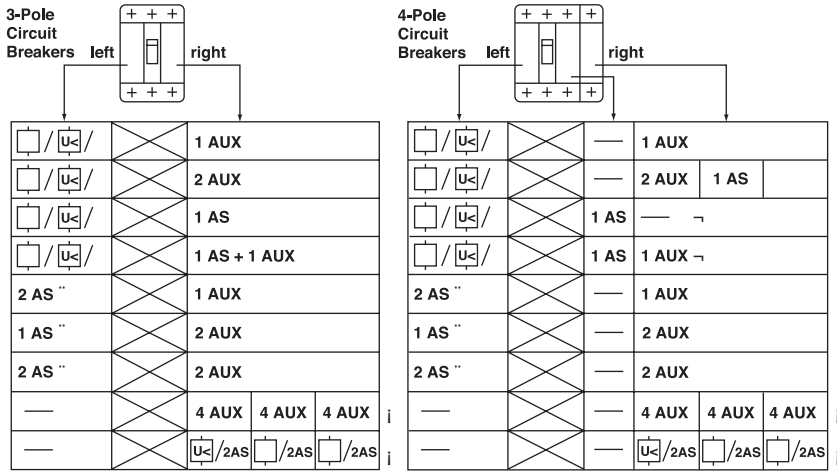 3-Pole
Circuit
Breakers left right
+ + +
+ + +
/ U< / 1 AUX
/ U< / 2 AUX
/ U< / 1 AS
/ U< / 1 AS + 1 AUX
2 AS ¨ 1 AUX
1 AS ¨ 2 AUX
2 AS ¨ 2 AUX
— 4 AUX 4 AUX 4 AUX ¡
— U< /2AS /2AS /2AS ¡
4-Pole
Circuit
Breakers left right
+ + + +
+ + + +
/ U< / — 1 AUX
/ U< / — 2 AUX 1 AS
/ U< / 1 AS — ¬
/ U< / 1 AS 1 AUX ¬
2 AS ¨ — 1 AUX
1 AS ¨ — 2 AUX
2 AS ¨ — 2 AUX
— — 4 AUX 4 AUX 4 AUX ¡
— — U< /2AS /2AS /2AS ¡